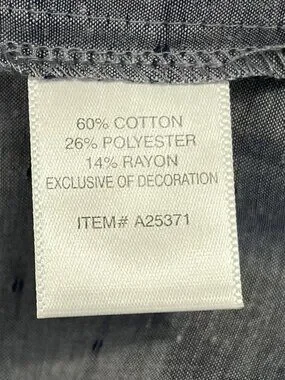 60% COTTON
26% POLYESTER
14% RAYON
EXCLUSIVE OF DECORATION
ITEM# A25371